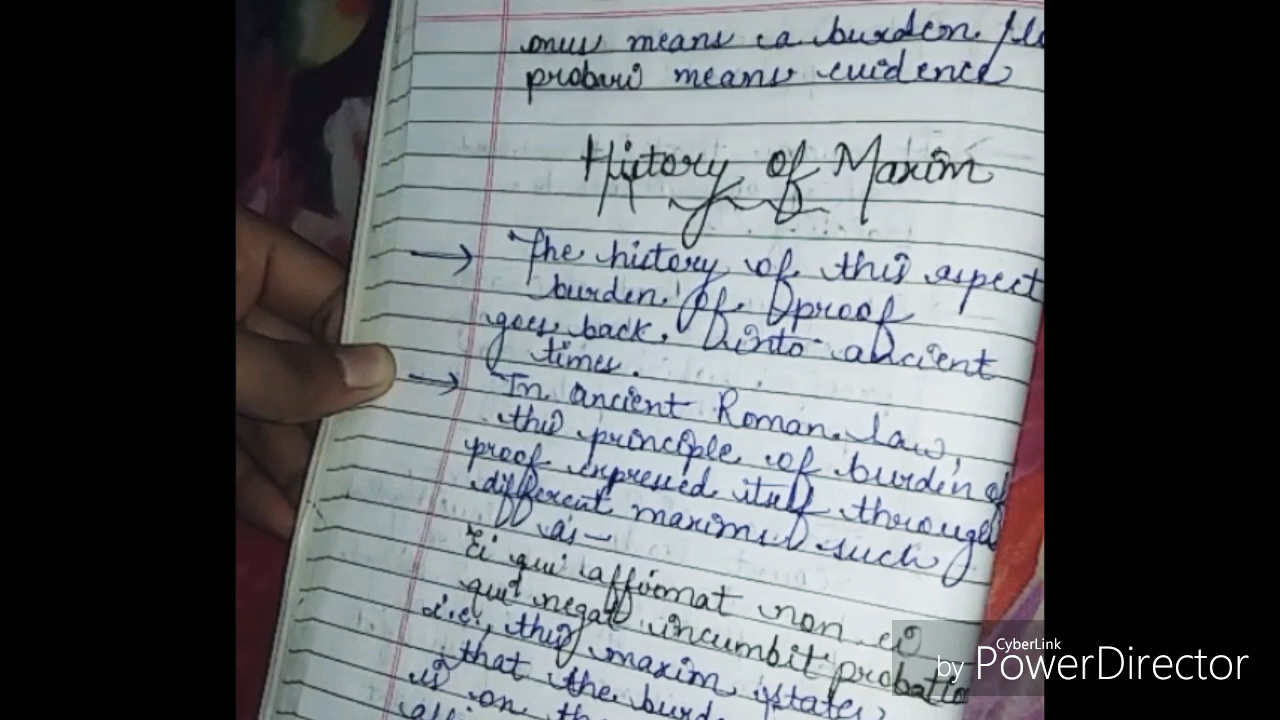 onus means a burden
probari means evidence
History of Maxim
→ The history of this aspect
burden of proof
goes back into ancient
times.
→ In ancient Roman law,
this principle of burden of
proof expressed itself through
different maxims such
as -
Ei qui affirmat non ei
qui negat incumbit probatio
i.e., this maxim states
that the
is on
CyberLink
by PowerDirector